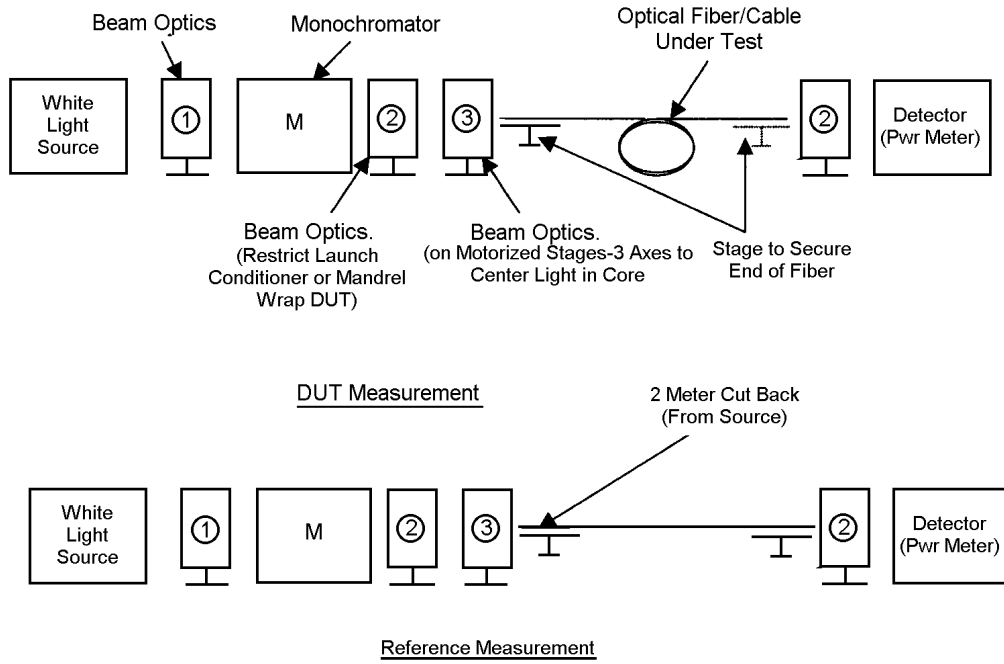 Beam Optics
Monochromator
Optical Fiber/Cable
Under Test
White
Light
Source
1
M
2
3
2
Detector
(Pwr Meter)
Beam Optics.
(Restrict Launch
Conditioner or Mandrel
Wrap DUT)
Beam Optics.
(on Motorized Stages-3 Axes to
Center Light in Core
Stage to Secure
End of Fiber
DUT Measurement
2 Meter Cut Back
(From Source)
White
Light
Source
1
M
2
3
2
Detector
(Pwr Meter)
Reference Measurement